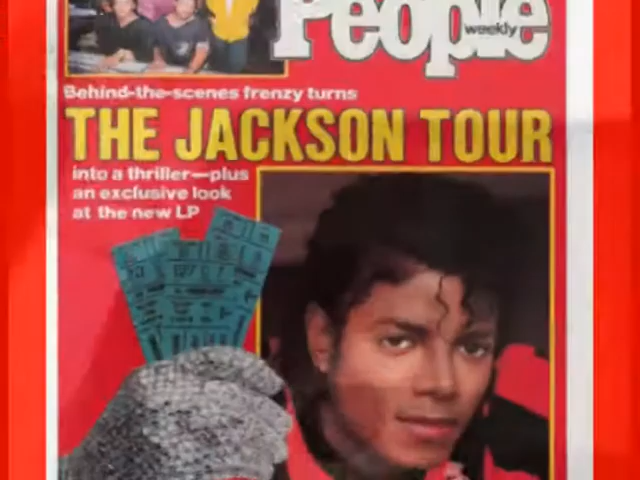 People
weekly
Behind-the-scenes frenzy turns
THE JACKSON TOUR
into a thriller—plus
an exclusive look
at the new LP